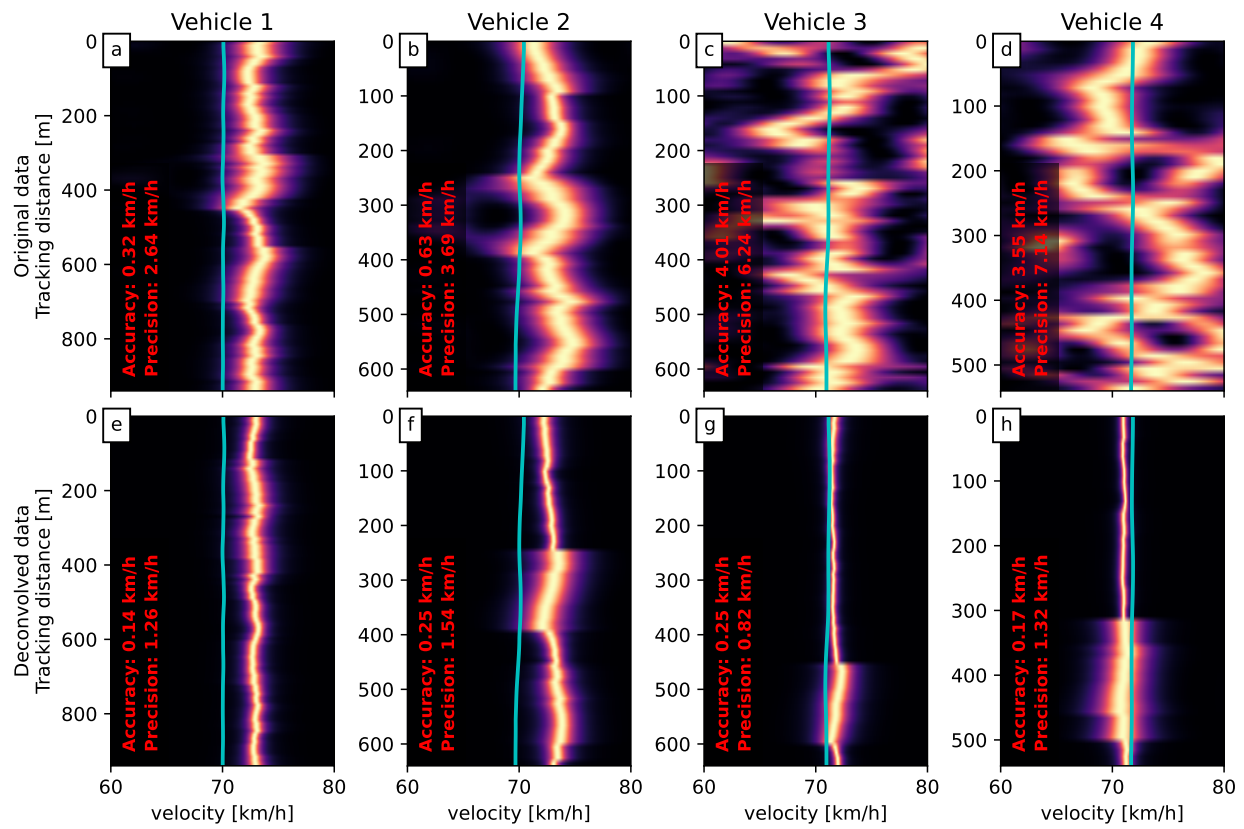 Vehicle 1
Vehicle 2
Vehicle 3
Vehicle 4
a
b
c
d
Original data
Tracking distance [m]
0
200
400
600
800
Accuracy: 0.32 km/h
Precision: 2.64 km/h
0
100
200
300
400
500
600
Accuracy: 0.63 km/h
Precision: 3.69 km/h
0
100
200
300
400
500
600
Accuracy: 4.01 km/h
Precision: 6.24 km/h
0
100
200
300
400
500
Accuracy: 3.55 km/h
Precision: 7.14 km/h
e
f
g
h
Deconvolved data
Tracking distance [m]
0
200
400
600
800
Accuracy: 0.14 km/h
Precision: 1.26 km/h
0
100
200
300
400
500
600
Accuracy: 0.25 km/h
Precision: 1.54 km/h
0
100
200
300
400
500
600
Accuracy: 0.25 km/h
Precision: 0.82 km/h
0
100
200
300
400
500
Accuracy: 0.17 km/h
Precision: 1.32 km/h
60 70 80
60 70 80
60 70 80
60 70 80
velocity [km/h]
velocity [km/h]
velocity [km/h]
velocity [km/h]